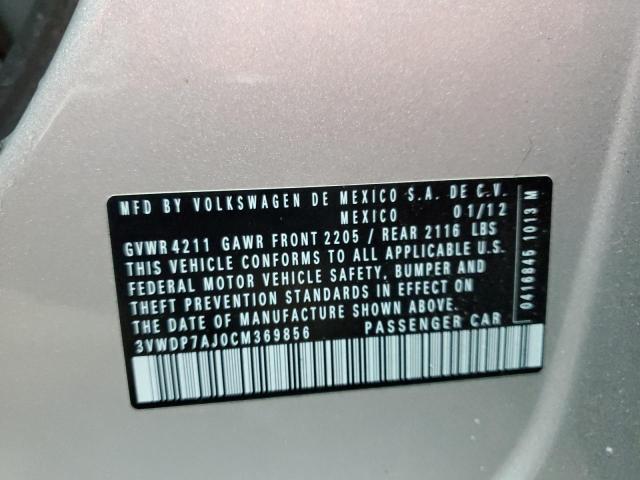 MFD BY VOLKSWAGEN DE MEXICO S.A. DE C.V.
MEXICO 01/12
GVWR 4211 GAWR FRONT 2205 / REAR 2116 LBS
THIS VEHICLE CONFORMS TO ALL APPLICABLE U.S.
FEDERAL MOTOR VEHICLE SAFETY, BUMPER AND
THEFT PREVENTION STANDARDS IN EFFECT ON
THE DATE OF MANUFACTURE SHOWN ABOVE.
3VWDP7AJ0CM369856 PASSENGER CAR
0416846 1013 M